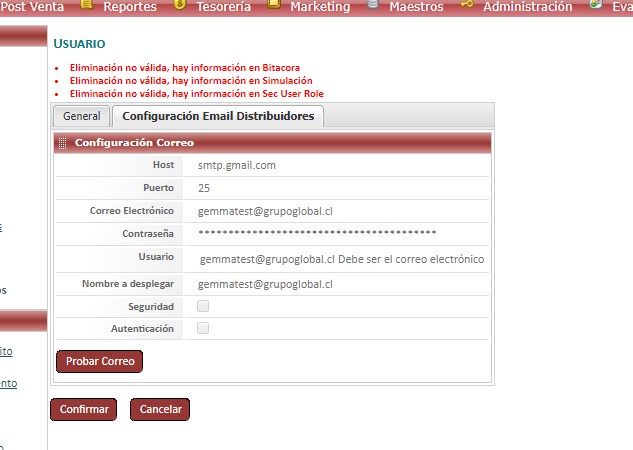 Post Venta Reportes Tesorería Marketing Maestros Administración Eva
USUARIO
Eliminación no válida, hay información en Bitacora
Eliminación no válida, hay información en Simulación
Eliminación no válida, hay información en Sec User Role
General Configuración Email Distribuidores
Configuración Correo
Host smtp.gmail.com
Puerto 25
Correo Electrónico gemmatest@grupoglobal.cl
Contraseña ****************************************
Usuario gemmatest@grupoglobal.cl Debe ser el correo electrónico
Nombre a desplegar gemmatest@grupoglobal.cl
Seguridad
Autenticación
Probar Correo
Confirmar Cancelar
s
os
ito
ento